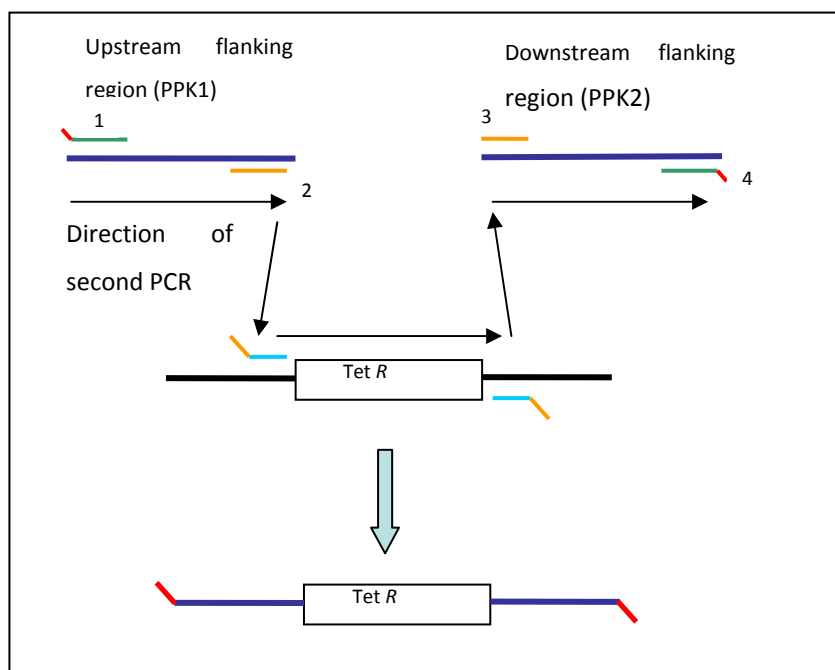 Upstream flanking
region (PPK1)
1
2
Direction of
second PCR
Downstream flanking
region (PPK2)
3
4
Tet R
Tet R